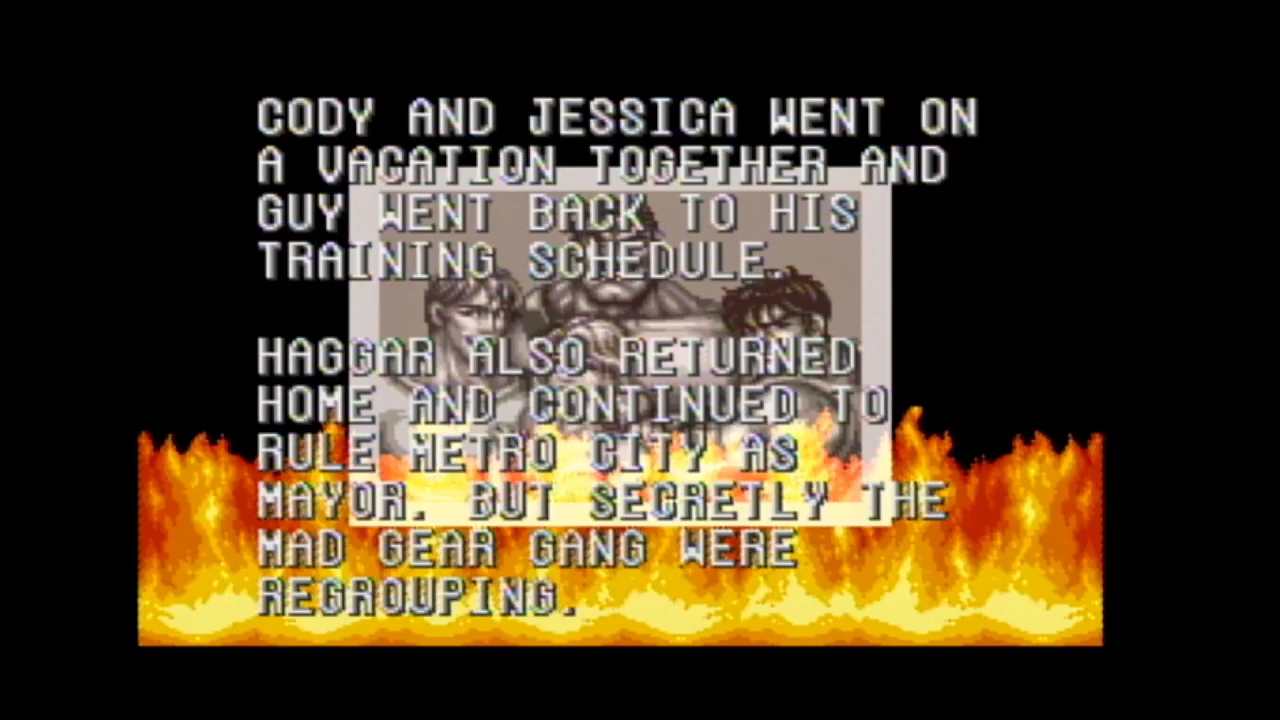 CODY AND JESSICA WENT ON
A VACATION TOGETHER AND
GUY WENT BACK TO HIS
TRAINING SCHEDULE.
HAGGAR ALSO RETURNED
HOME AND CONTINUED TO
RULE METRO CITY AS
MAYOR. BUT SECRETLY THE
MAD GEAR GANG WERE
REGROUPING.